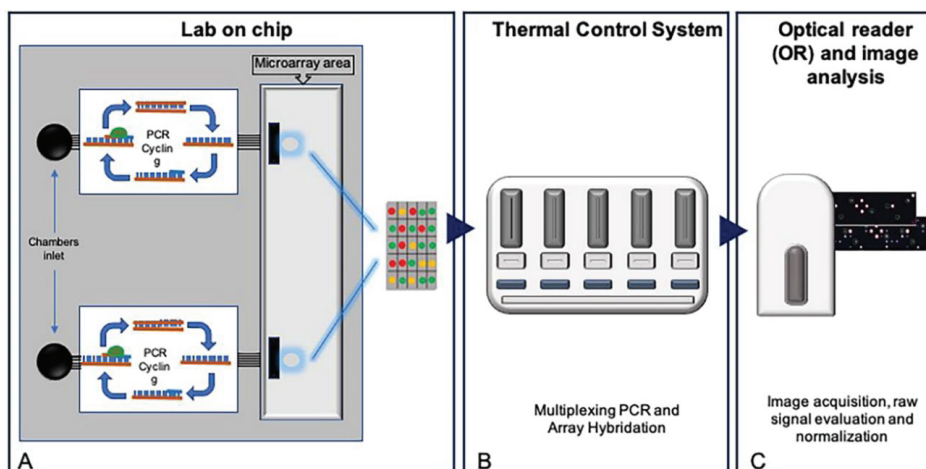 Lab on chip
Microarray area
PCR
Cyclin
g
Chambers
inlet
PCR
Cyclin
g
A
Thermal Control System
Multiplexing PCR and
Array Hybridation
B
Optical reader
(OR) and image
analysis
Image acquisition, raw
signal evaluation and
normalization
C